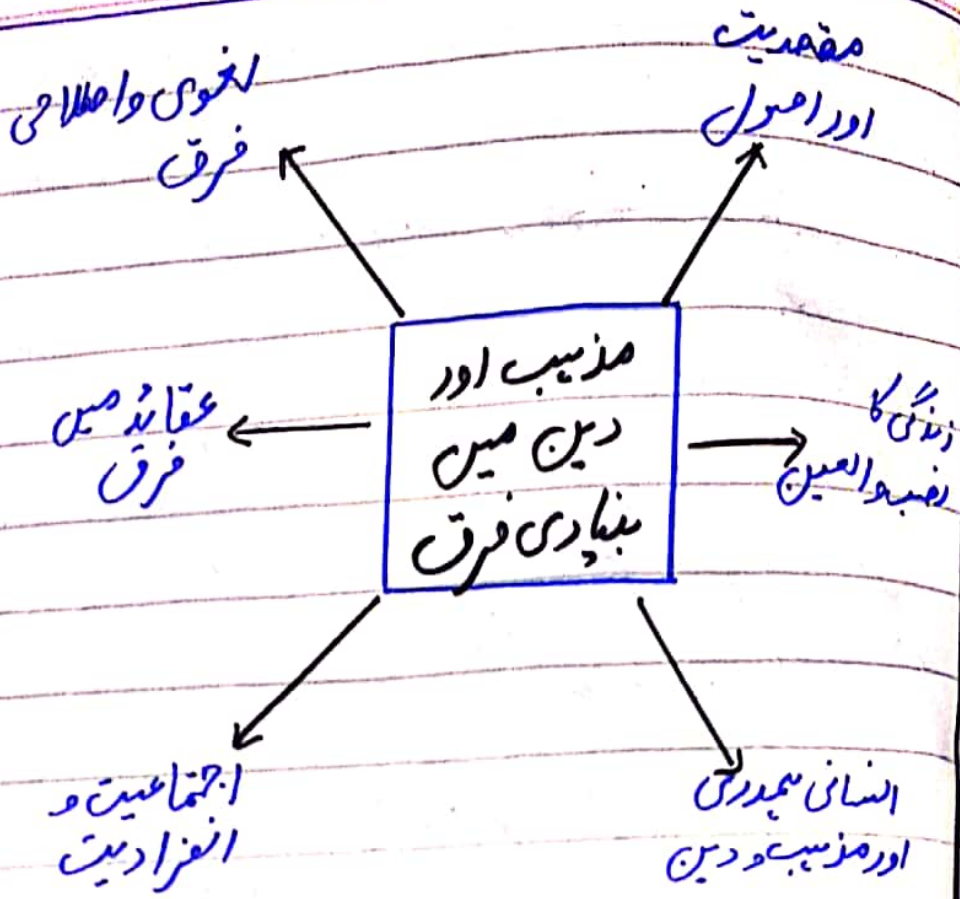 مقصدیت
اور اصول
لغوی و اصطلاحی
فرق
مذہب اور
دین میں
بنیادی فرق
زندگی کا
نصب العین
عقائد میں
فرق
انسانی ہمدردی
اور مذہب و دین
اجتماعیت و
انفرادیت